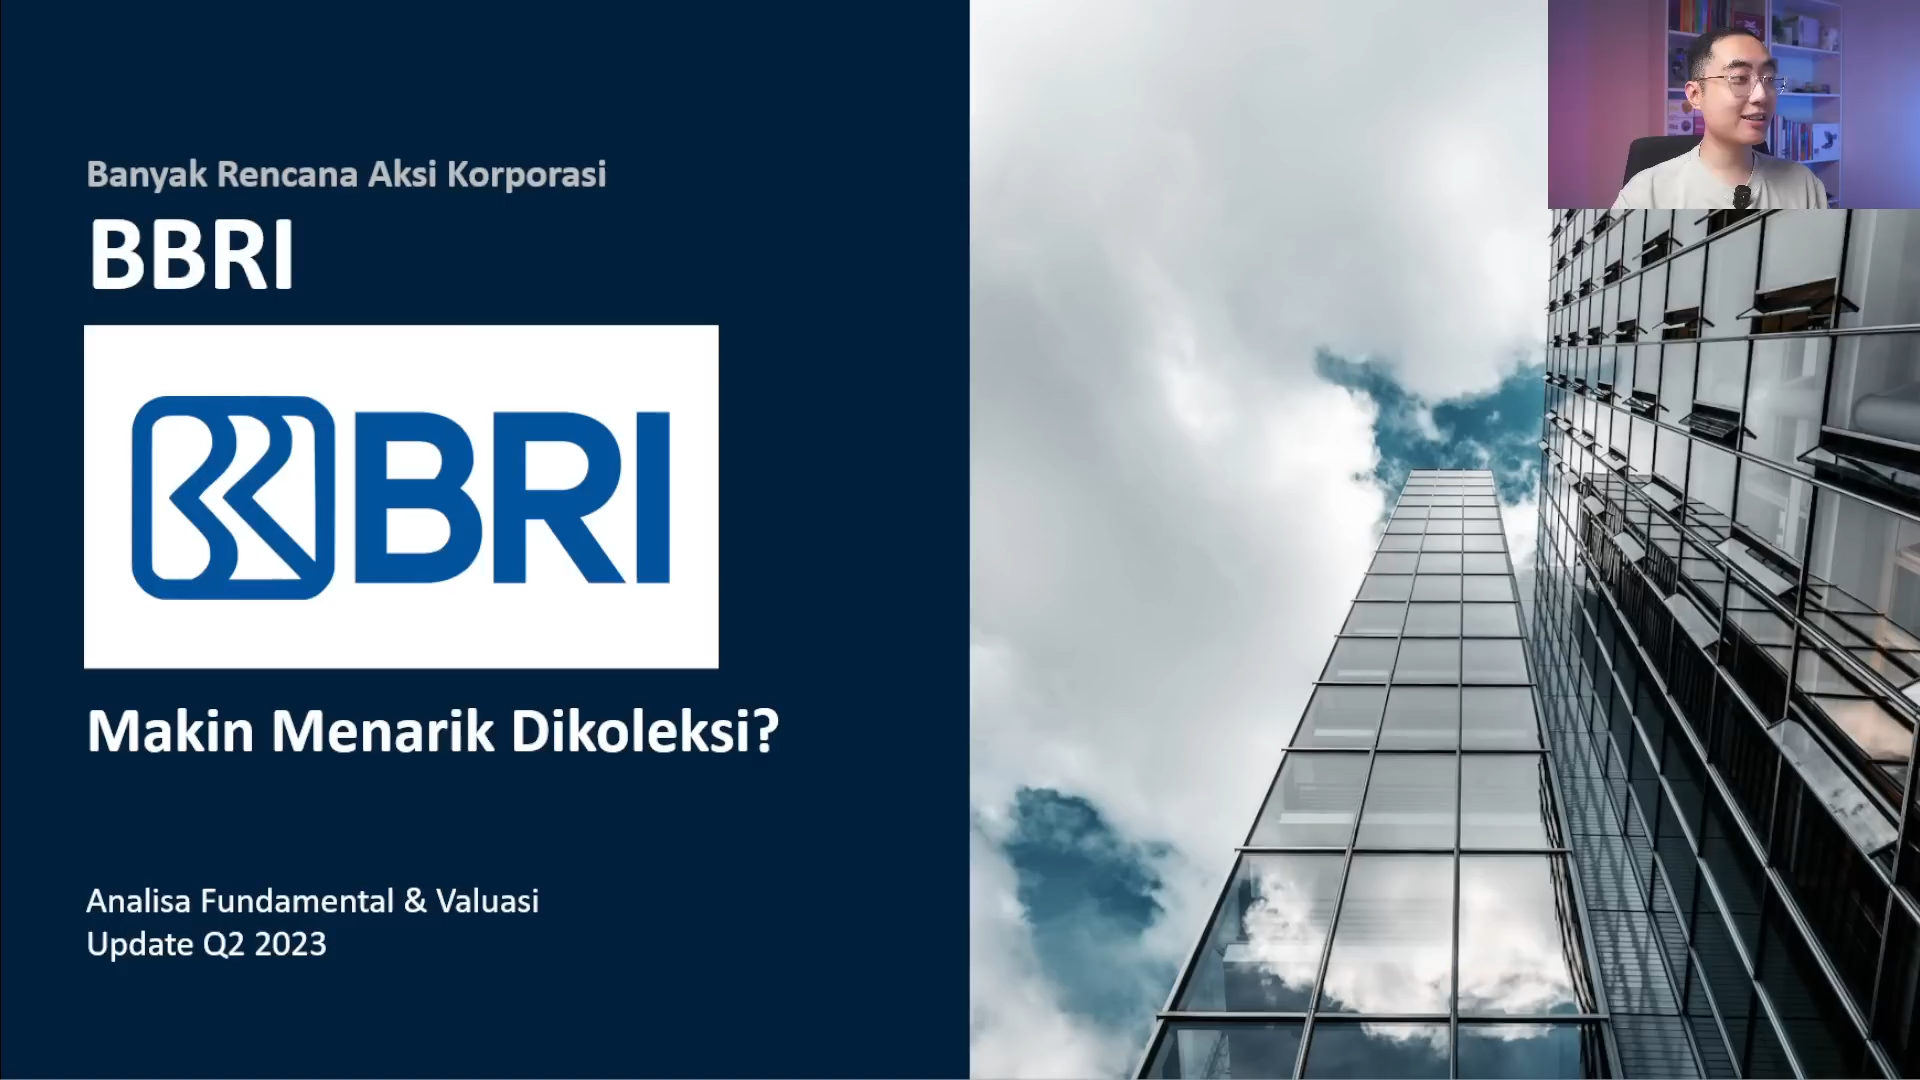 Banyak Rencana Aksi Korporasi
BBRI
BRI
Makin Menarik Dikoleksi?
Analisa Fundamental & Valuasi
Update Q2 2023